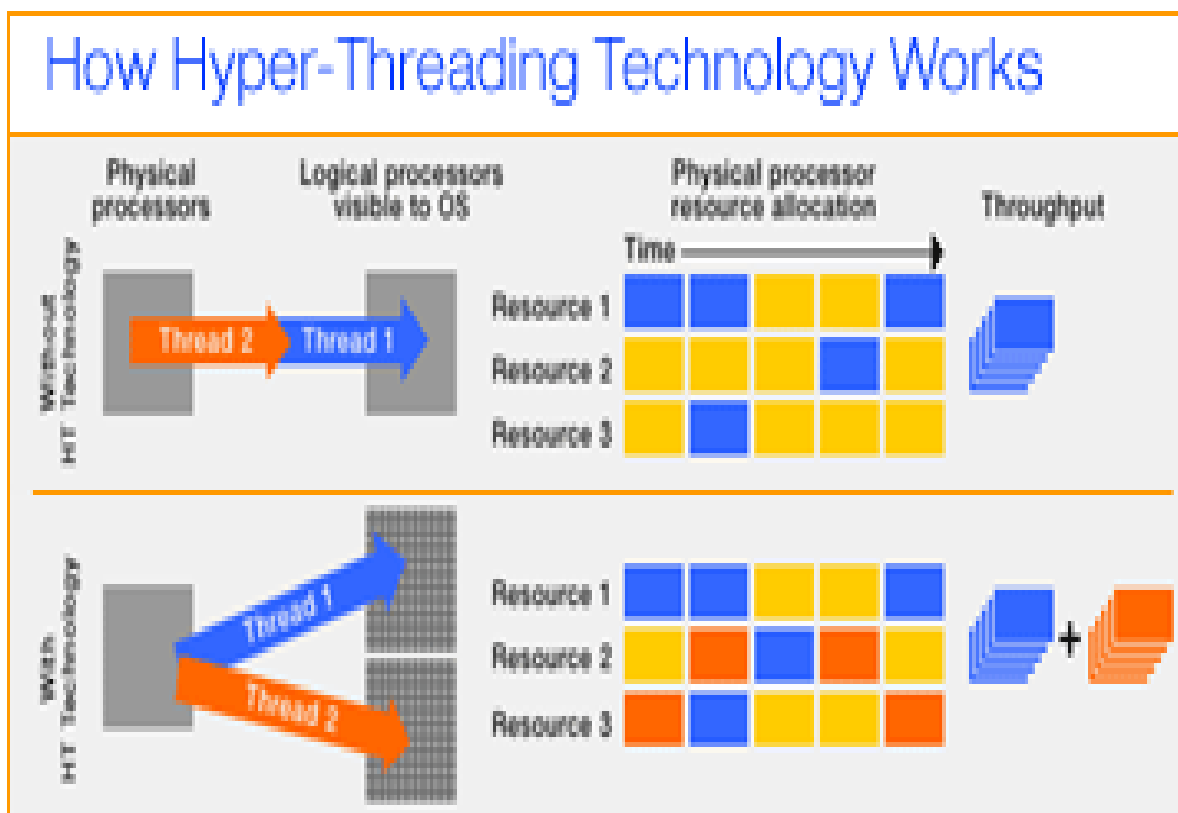 How Hyper-Threading Technology Works
Physical
processors
Logical processors
visible to OS
Physical processor
resource allocation
Throughput
Time
With-out
HT Technology
Thread 2
Thread 1
Resource 1
Resource 2
Resource 3
With
HT Technology
Thread 1
Thread 2
Resource 1
Resource 2
Resource 3
+